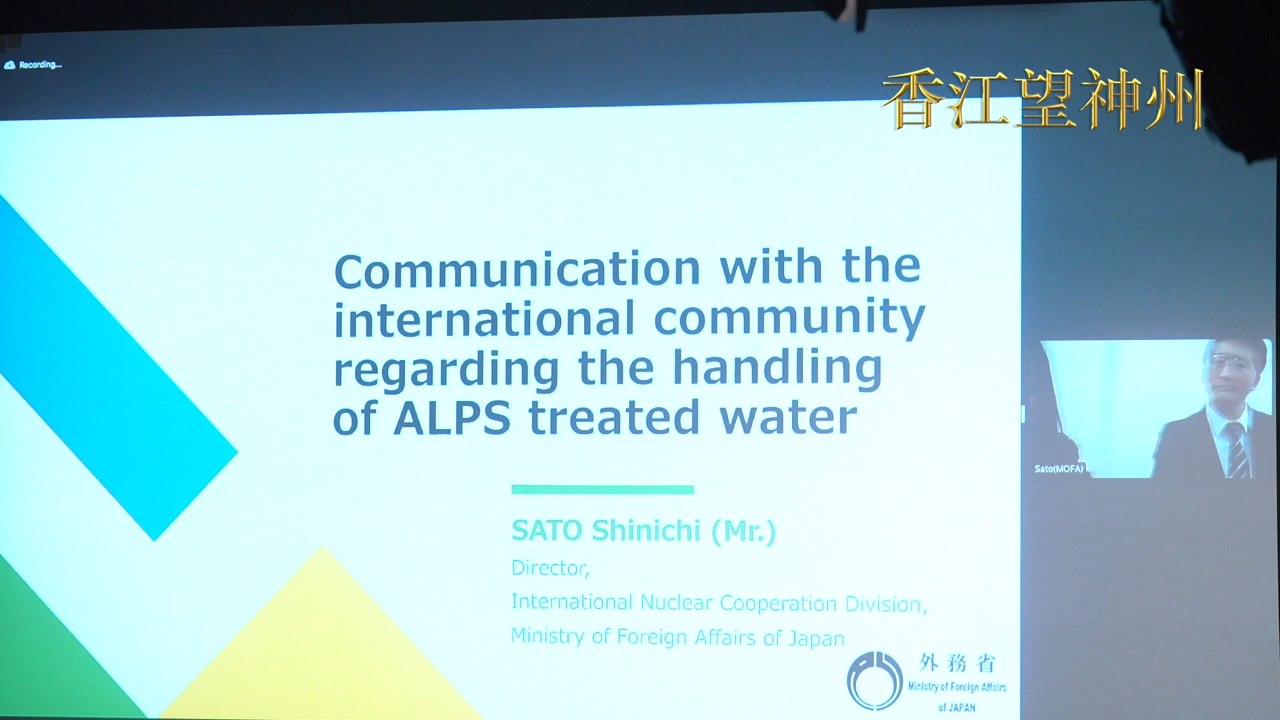 Recording...
香江望神州
Communication with the
international community
regarding the handling
of ALPS treated water
SATO Shinichi (Mr.)
Director,
International Nuclear Cooperation Division,
Ministry of Foreign Affairs of Japan
外務省
Ministry of Foreign Affairs
of JAPAN
Sato(MOFA)